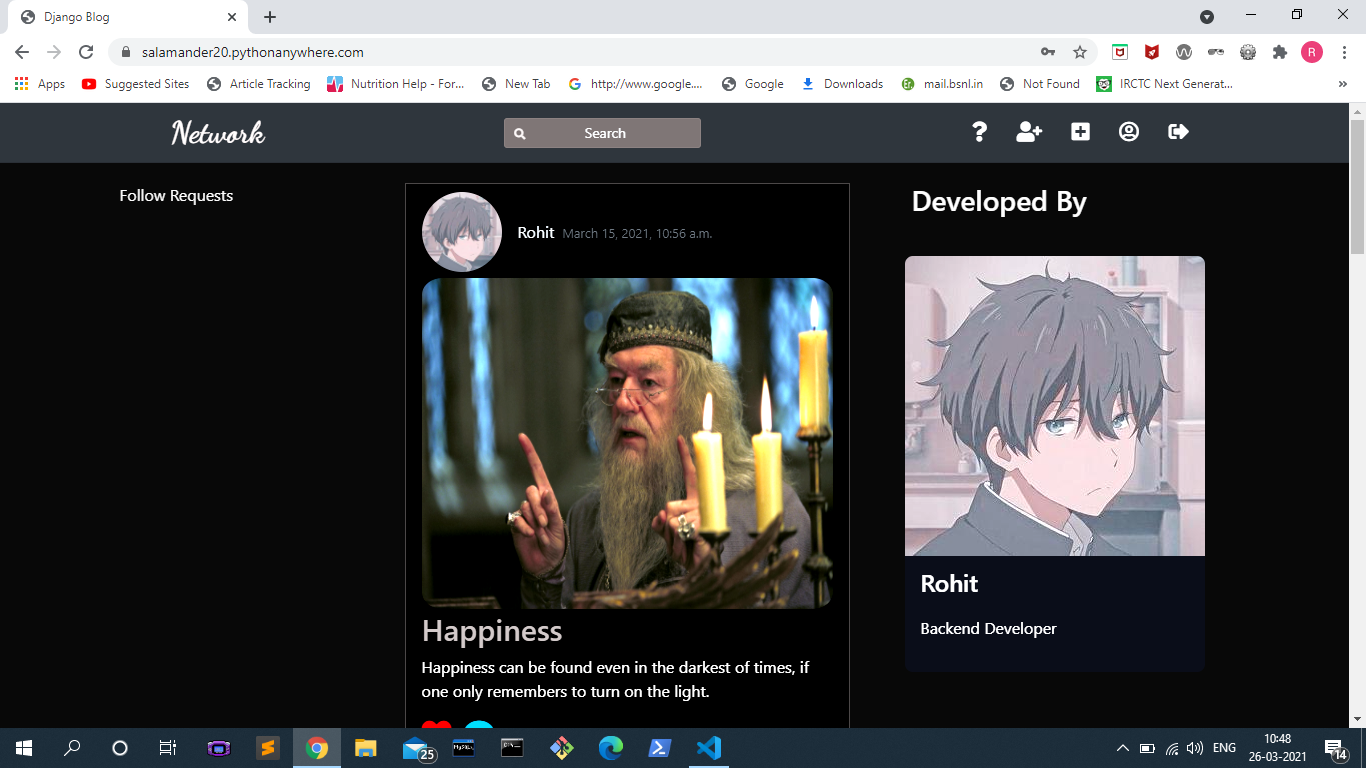 Django Blog
salamander20.pythonanywhere.com
R
Apps Suggested Sites Article Tracking Nutrition Help - For... New Tab http://www.google.... Google Downloads mail.bsnl.in Not Found IRCTC Next Generat... »
Network
Search
Follow Requests
Rohit March 15, 2021, 10:56 a.m.
Happiness
Happiness can be found even in the darkest of times, if
one only remembers to turn on the light.
Developed By
Rohit
Backend Developer
25
ENG
10:48
26-03-2021
14